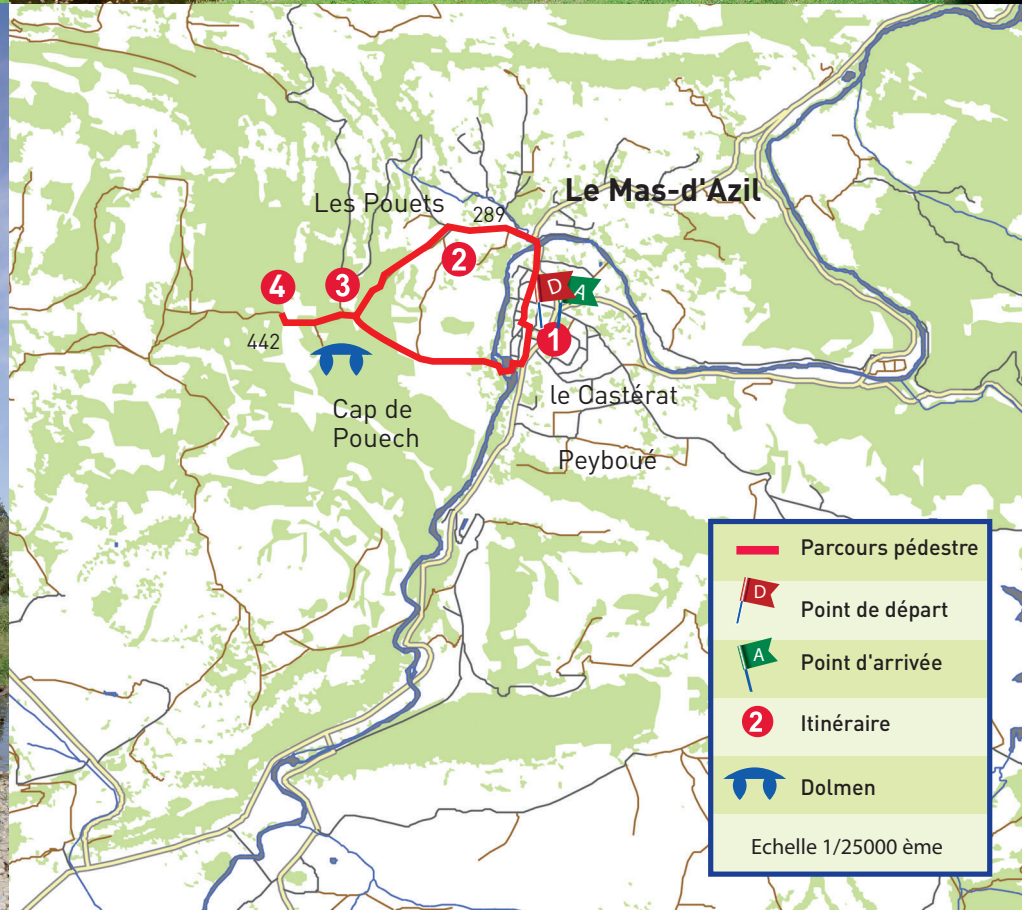 Le Mas-d'Azil
Les Pouets
289
2
4
3
D
A
442
1
le Castérat
Cap de
Pouech
Peyboué
Parcours pédestre
D
Point de départ
A
Point d'arrivée
2
Itinéraire
Dolmen
Echelle 1/25000 ème